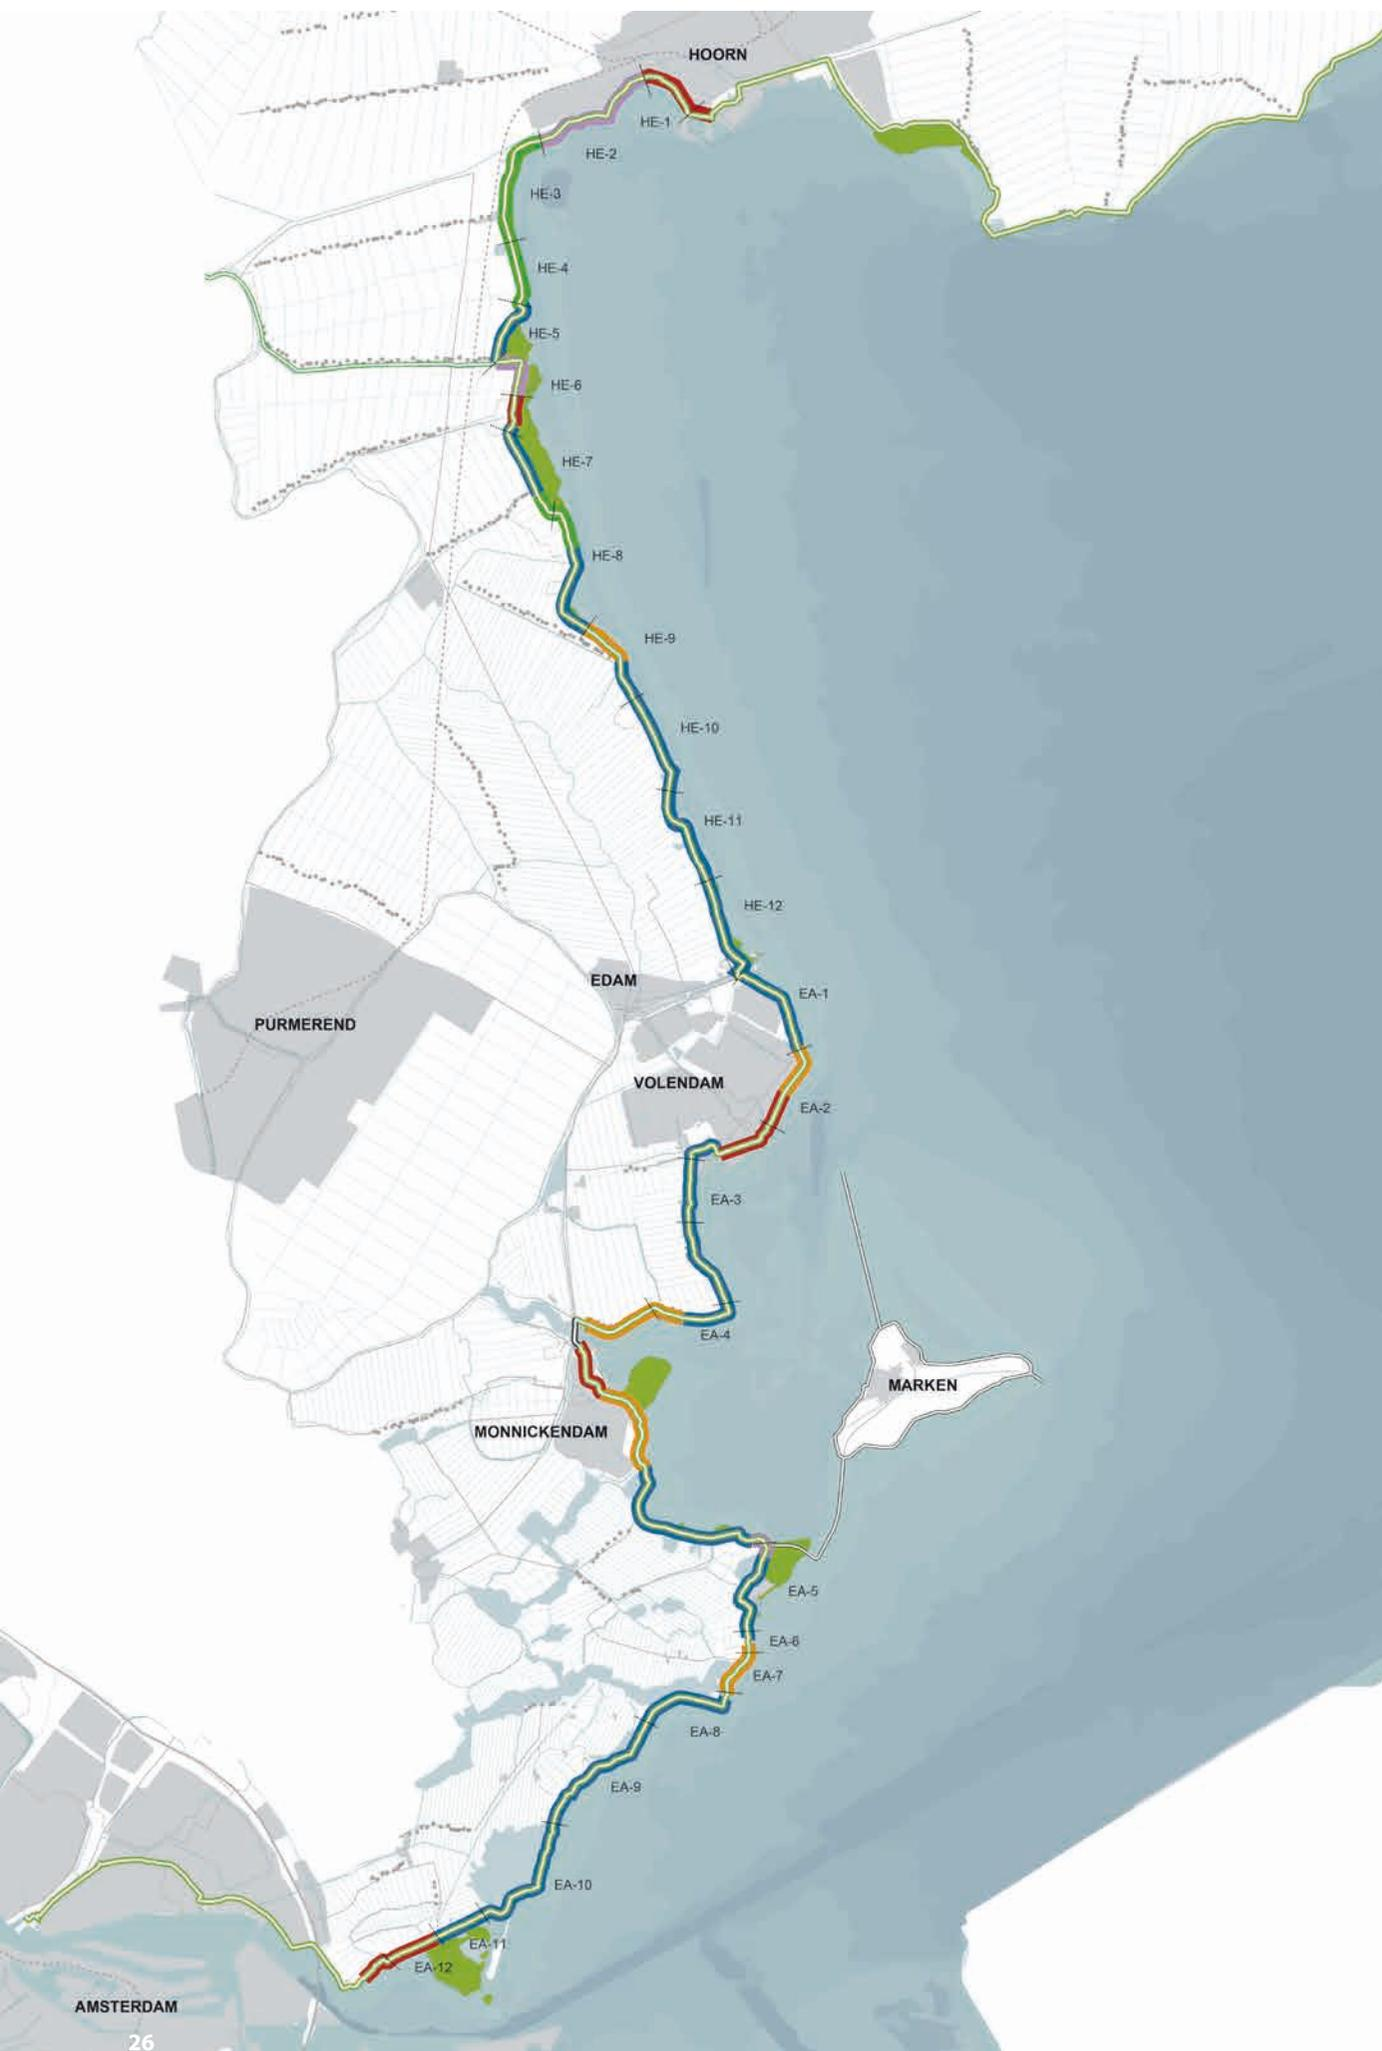 HOORN
HE-1
HE-2
HE-3
HE-4
HE-5
HE-6
HE-7
HE-8
HE-9
HE-10
HE-11
HE-12
EDAM
EA-1
PURMEREND
VOLENDAM
EA-2
EA-3
EA-4
MARKEN
MONNICKENDAM
EA-5
EA-6
EA-7
EA-8
EA-9
EA-10
EA-11
EA-12
AMSTERDAM
26